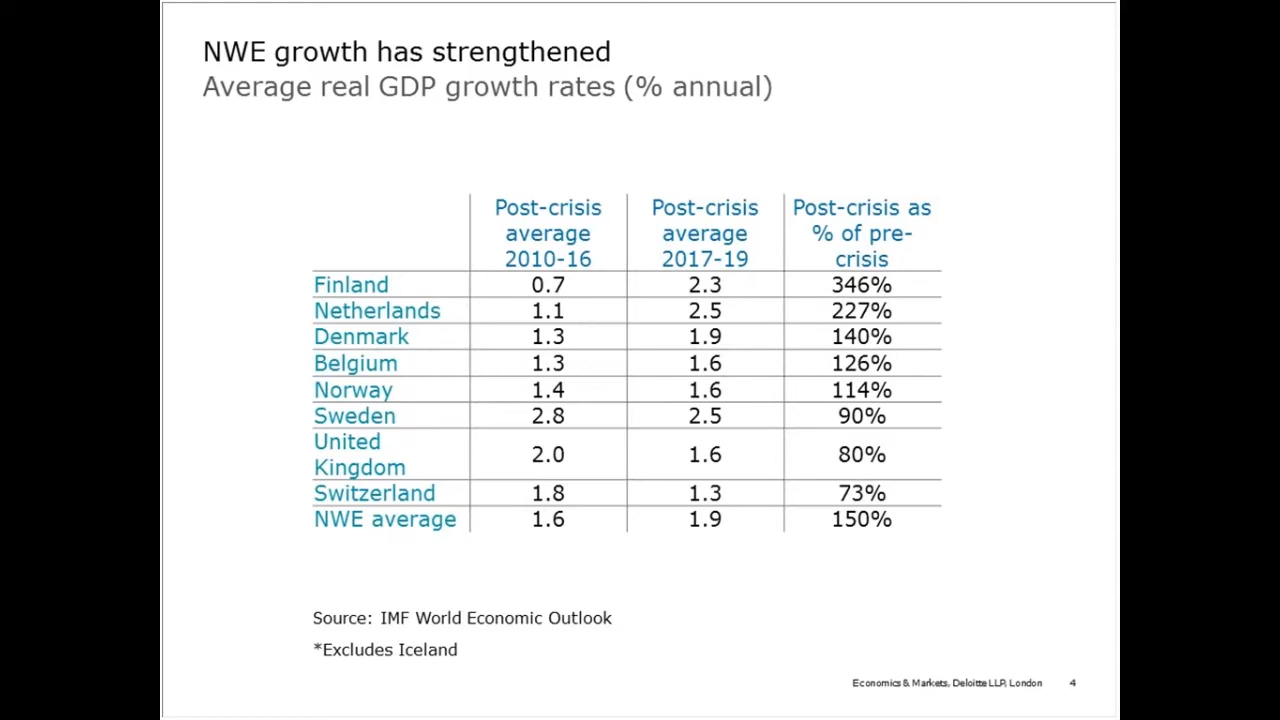 NWE growth has strengthened
Average real GDP growth rates (% annual)
Post-crisis average 2010-16 Post-crisis average 2017-19 Post-crisis as % of pre-crisis
Finland 0.7 2.3 346%
Netherlands 1.1 2.5 227%
Denmark 1.3 1.9 140%
Belgium 1.3 1.6 126%
Norway 1.4 1.6 114%
Sweden 2.8 2.5 90%
United Kingdom 2.0 1.6 80%
Switzerland 1.8 1.3 73%
NWE average 1.6 1.9 150%
Source: IMF World Economic Outlook
*Excludes Iceland
Economics & Markets, Deloitte LLP, London 4